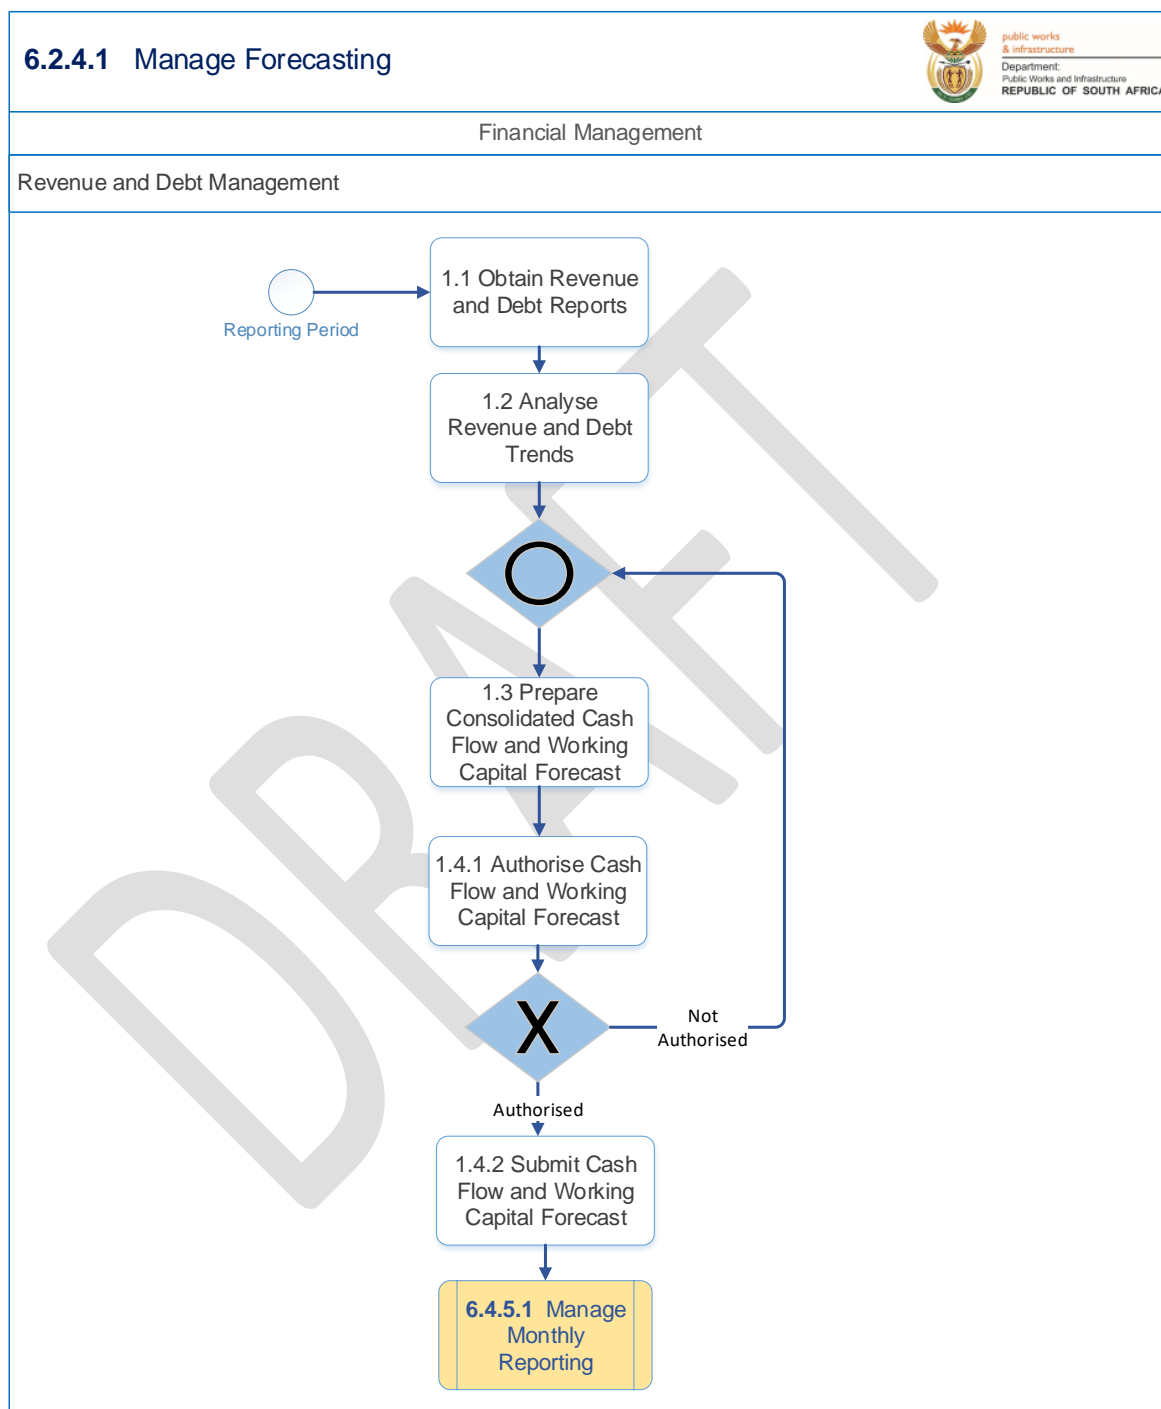 6.2.4.1 Manage Forecasting
public works
& infrastructure
Department:
Public Works and Infrastructure
REPUBLIC OF SOUTH AFRICA
Financial Management
Revenue and Debt Management
1.1 Obtain Revenue
and Debt Reports
Reporting Period
1.2 Analyse
Revenue and Debt
Trends
1.3 Prepare
Consolidated Cash
Flow and Working
Capital Forecast
1.4.1 Authorise Cash
Flow and Working
Capital Forecast
X
Not
Authorised
Authorised
1.4.2 Submit Cash
Flow and Working
Capital Forecast
6.4.5.1 Manage
Monthly
Reporting
DRAFT